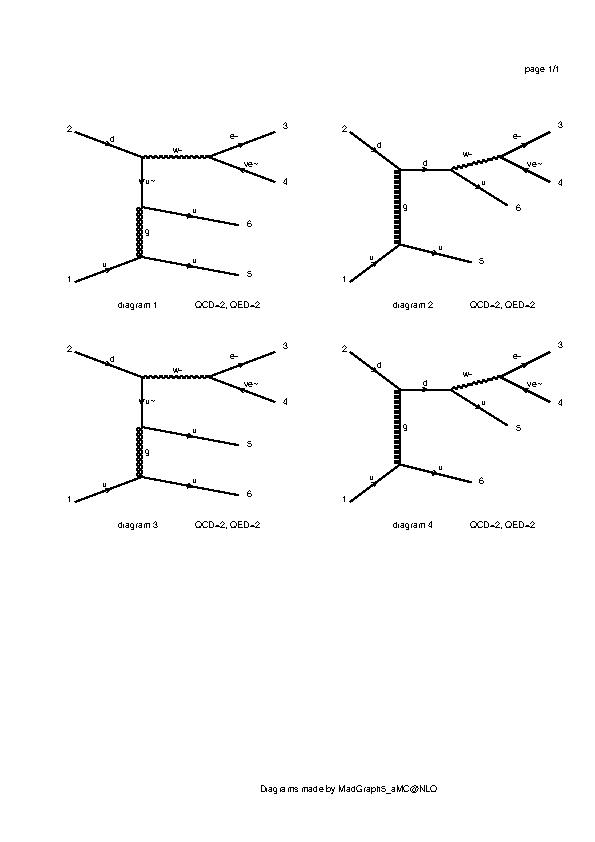 page 1/1
2 d w- e- 3
ve~ 4
u~
u 6
g
1 u u 5
diagram 1 QCD=2, QED=2
2 d w- e- 3
ve~ 4
d u 6
g
1 u u 5
diagram 2 QCD=2, QED=2
2 d w- e- 3
ve~ 4
u~
u 5
g
1 u u 6
diagram 3 QCD=2, QED=2
2 d w- e- 3
ve~ 4
d u 5
g
1 u u 6
diagram 4 QCD=2, QED=2
Diagrams made by MadGraph5_aMC@NLO